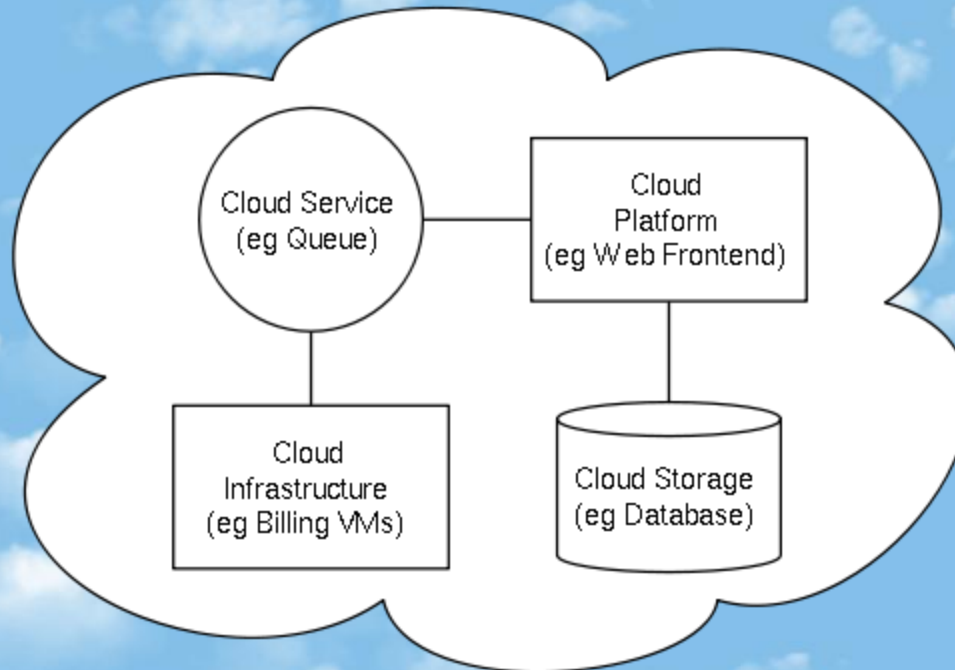 Cloud Service
(eg Queue)
Cloud
Platform
(eg Web Frontend)
Cloud
Infrastructure
(eg Billing VMs)
Cloud Storage
(eg Database)